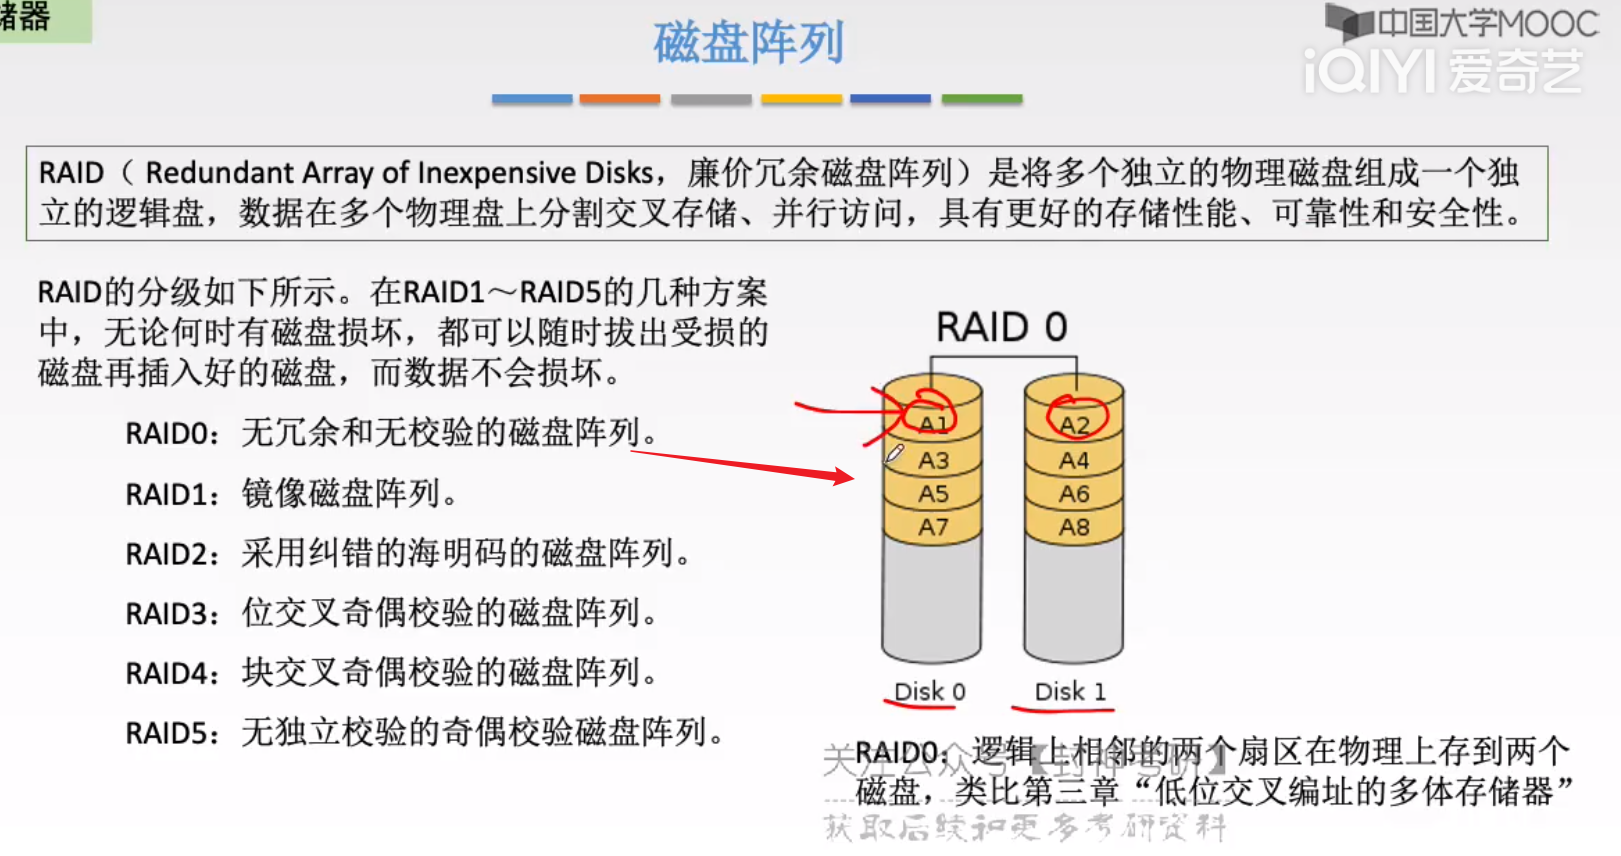 储器
磁盘阵列
中国大学MOOC
iQIYI 爱奇艺
RAID（ Redundant Array of Inexpensive Disks，廉价冗余磁盘阵列）是将多个独立的物理磁盘组成一个独
立的逻辑盘，数据在多个物理盘上分割交叉存储、并行访问，具有更好的存储性能、可靠性和安全性。
RAID的分级如下所示。在RAID1～RAID5的几种方案
中，无论何时有磁盘损坏，都可以随时拔出受损的
磁盘再插入好的磁盘，而数据不会损坏。
RAID0：无冗余和无校验的磁盘阵列。
RAID1：镜像磁盘阵列。
RAID2：采用纠错的海明码的磁盘阵列。
RAID3：位交叉奇偶校验的磁盘阵列。
RAID4：块交叉奇偶校验的磁盘阵列。
RAID5：无独立校验的奇偶校验磁盘阵列。
RAID 0
A1 A2
A3 A4
A5 A6
A7 A8
Disk 0 Disk 1
RAID0：逻辑上相邻的两个扇区在物理上存到两个
磁盘，类比第三章“低位交叉编址的多体存储器”
关注公众号【封神考研】
获取后续和更多考研资料